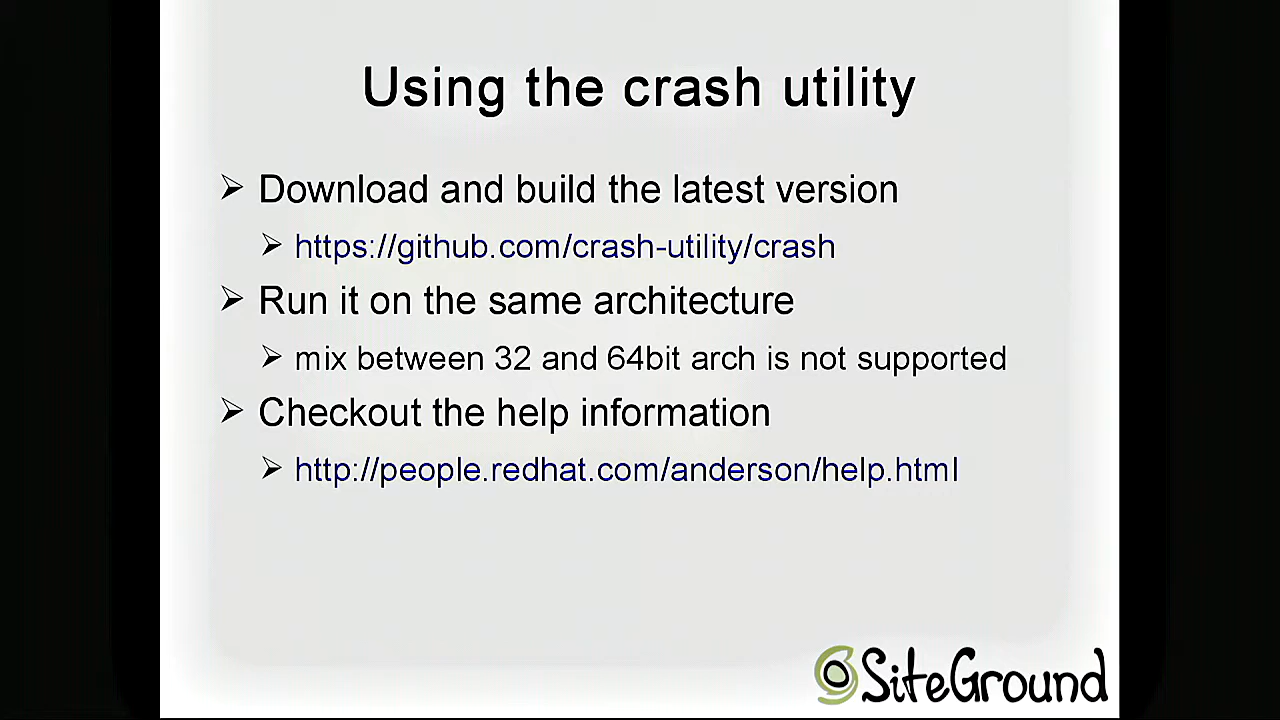 Using the crash utility
Download and build the latest version
https://github.com/crash-utility/crash
Run it on the same architecture
mix between 32 and 64bit arch is not supported
Checkout the help information
http://people.redhat.com/anderson/help.html
SiteGround